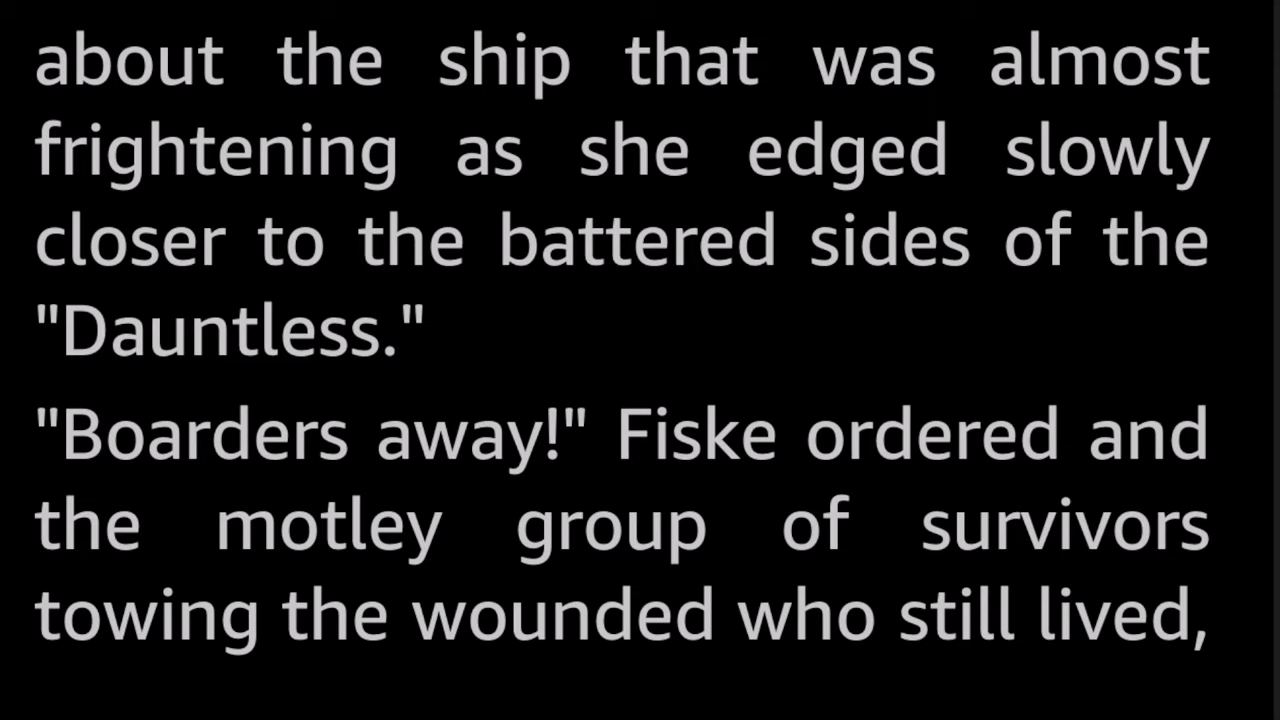 about the ship that was almost
frightening as she edged slowly
closer to the battered sides of the
"Dauntless."
"Boarders away!" Fiske ordered and
the motley group of survivors
towing the wounded who still lived,